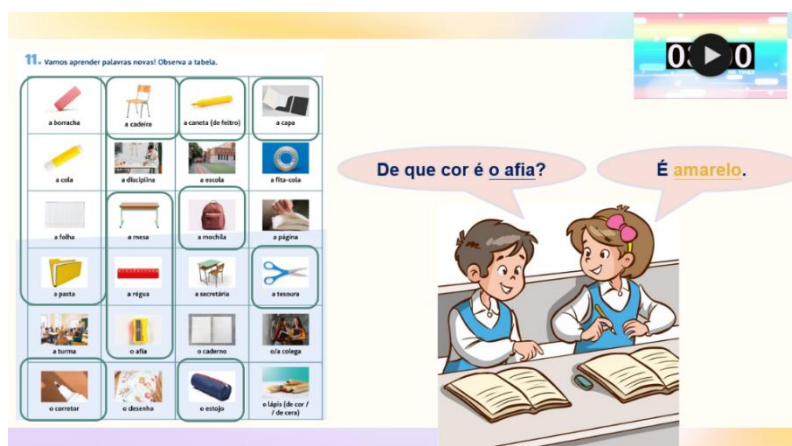 11. Vamos aprender palavras novas! Observa a tabela.
a borracha
a cadeira
a caneta (de feltro)
a capa
a cola
a disciplina
a escola
a fita-cola
a folha
a mesa
a mochila
a página
a pasta
a régua
a secretária
a tesoura
a turma
o afia
o caderno
o/a colega
o corretor
o desenho
o estojo
o lápis (de cor /
/ de cera)
De que cor é o afia?
É amarelo.